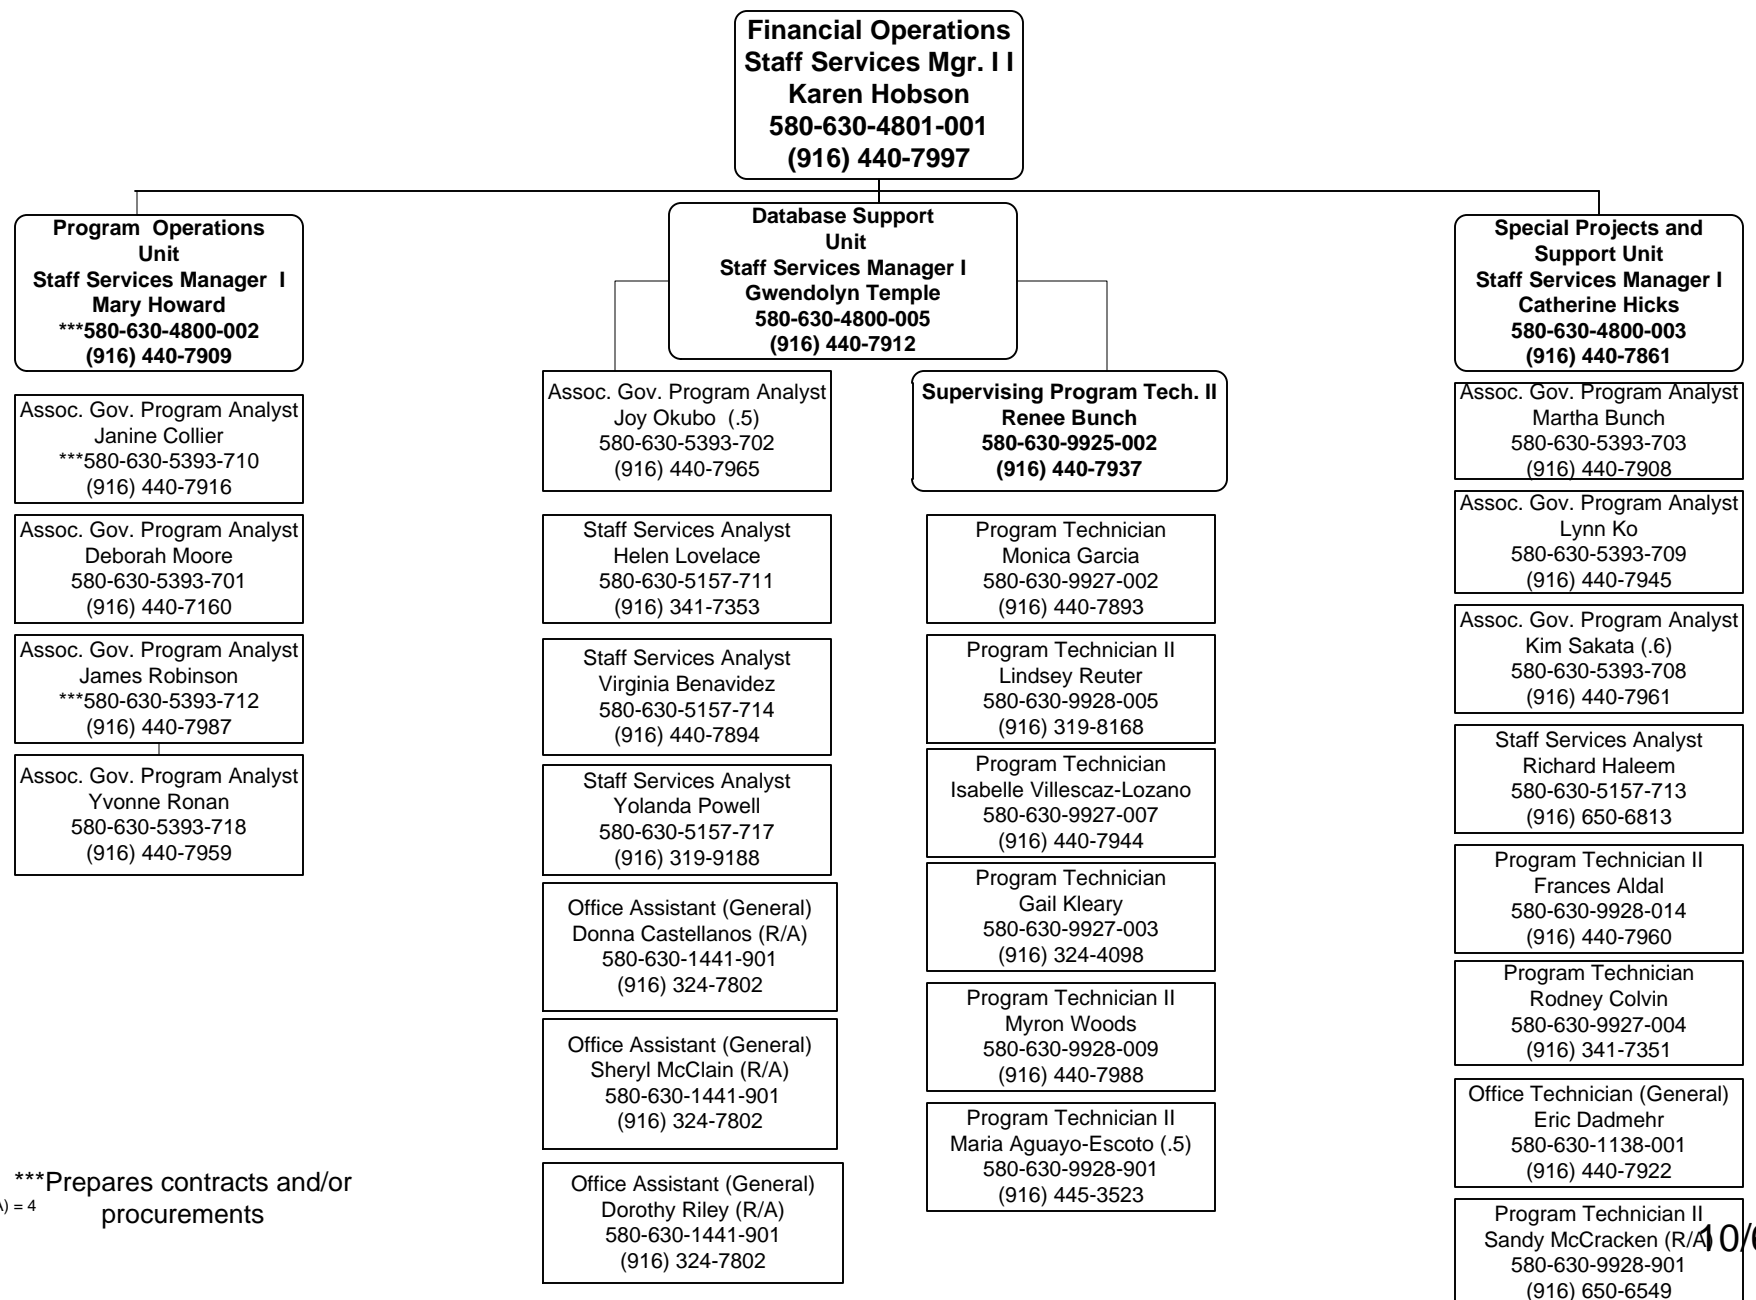 Financial Operations
Staff Services Mgr. I I
Karen Hobson
580-630-4801-001
(916) 440-7997
Program Operations
Unit
Staff Services Manager I
Mary Howard
***580-630-4800-002
(916) 440-7909
Assoc. Gov. Program Analyst
Janine Collier
***580-630-5393-710
(916) 440-7916
Assoc. Gov. Program Analyst
Deborah Moore
580-630-5393-701
(916) 440-7160
Assoc. Gov. Program Analyst
James Robinson
***580-630-5393-712
(916) 440-7987
Assoc. Gov. Program Analyst
Yvonne Ronan
580-630-5393-718
(916) 440-7959
Database Support
Unit
Staff Services Manager I
Gwendolyn Temple
580-630-4800-005
(916) 440-7912
Assoc. Gov. Program Analyst
Joy Okubo (.5)
580-630-5393-702
(916) 440-7965
Staff Services Analyst
Helen Lovelace
580-630-5157-711
(916) 341-7353
Staff Services Analyst
Virginia Benavidez
580-630-5157-714
(916) 440-7894
Staff Services Analyst
Yolanda Powell
580-630-5157-717
(916) 319-9188
Office Assistant (General)
Donna Castellanos (R/A)
580-630-1441-901
(916) 324-7802
Office Assistant (General)
Sheryl McClain (R/A)
580-630-1441-901
(916) 324-7802
Office Assistant (General)
Dorothy Riley (R/A)
580-630-1441-901
(916) 324-7802
Supervising Program Tech. II
Renee Bunch
580-630-9925-002
(916) 440-7937
Program Technician
Monica Garcia
580-630-9927-002
(916) 440-7893
Program Technician II
Lindsey Reuter
580-630-9928-005
(916) 319-8168
Program Technician
Isabelle Villescaz-Lozano
580-630-9927-007
(916) 440-7944
Program Technician
Gail Kleary
580-630-9927-003
(916) 324-4098
Program Technician II
Myron Woods
580-630-9928-009
(916) 440-7988
Program Technician II
Maria Aguayo-Escoto (.5)
580-630-9928-901
(916) 445-3523
Special Projects and
Support Unit
Staff Services Manager I
Catherine Hicks
580-630-4800-003
(916) 440-7861
Assoc. Gov. Program Analyst
Martha Bunch
580-630-5393-703
(916) 440-7908
Assoc. Gov. Program Analyst
Lynn Ko
580-630-5393-709
(916) 440-7945
Assoc. Gov. Program Analyst
Kim Sakata (.6)
580-630-5393-708
(916) 440-7961
Staff Services Analyst
Richard Haleem
580-630-5157-713
(916) 650-6813
Program Technician II
Frances Aldal
580-630-9928-014
(916) 440-7960
Program Technician
Rodney Colvin
580-630-9927-004
(916) 341-7351
Office Technician (General)
Eric Dadmehr
580-630-1138-001
(916) 440-7922
Program Technician II
Sandy McCracken (R/A)
580-630-9928-901
(916) 650-6549
***Prepares contracts and/or
procurements
) = 4
10/